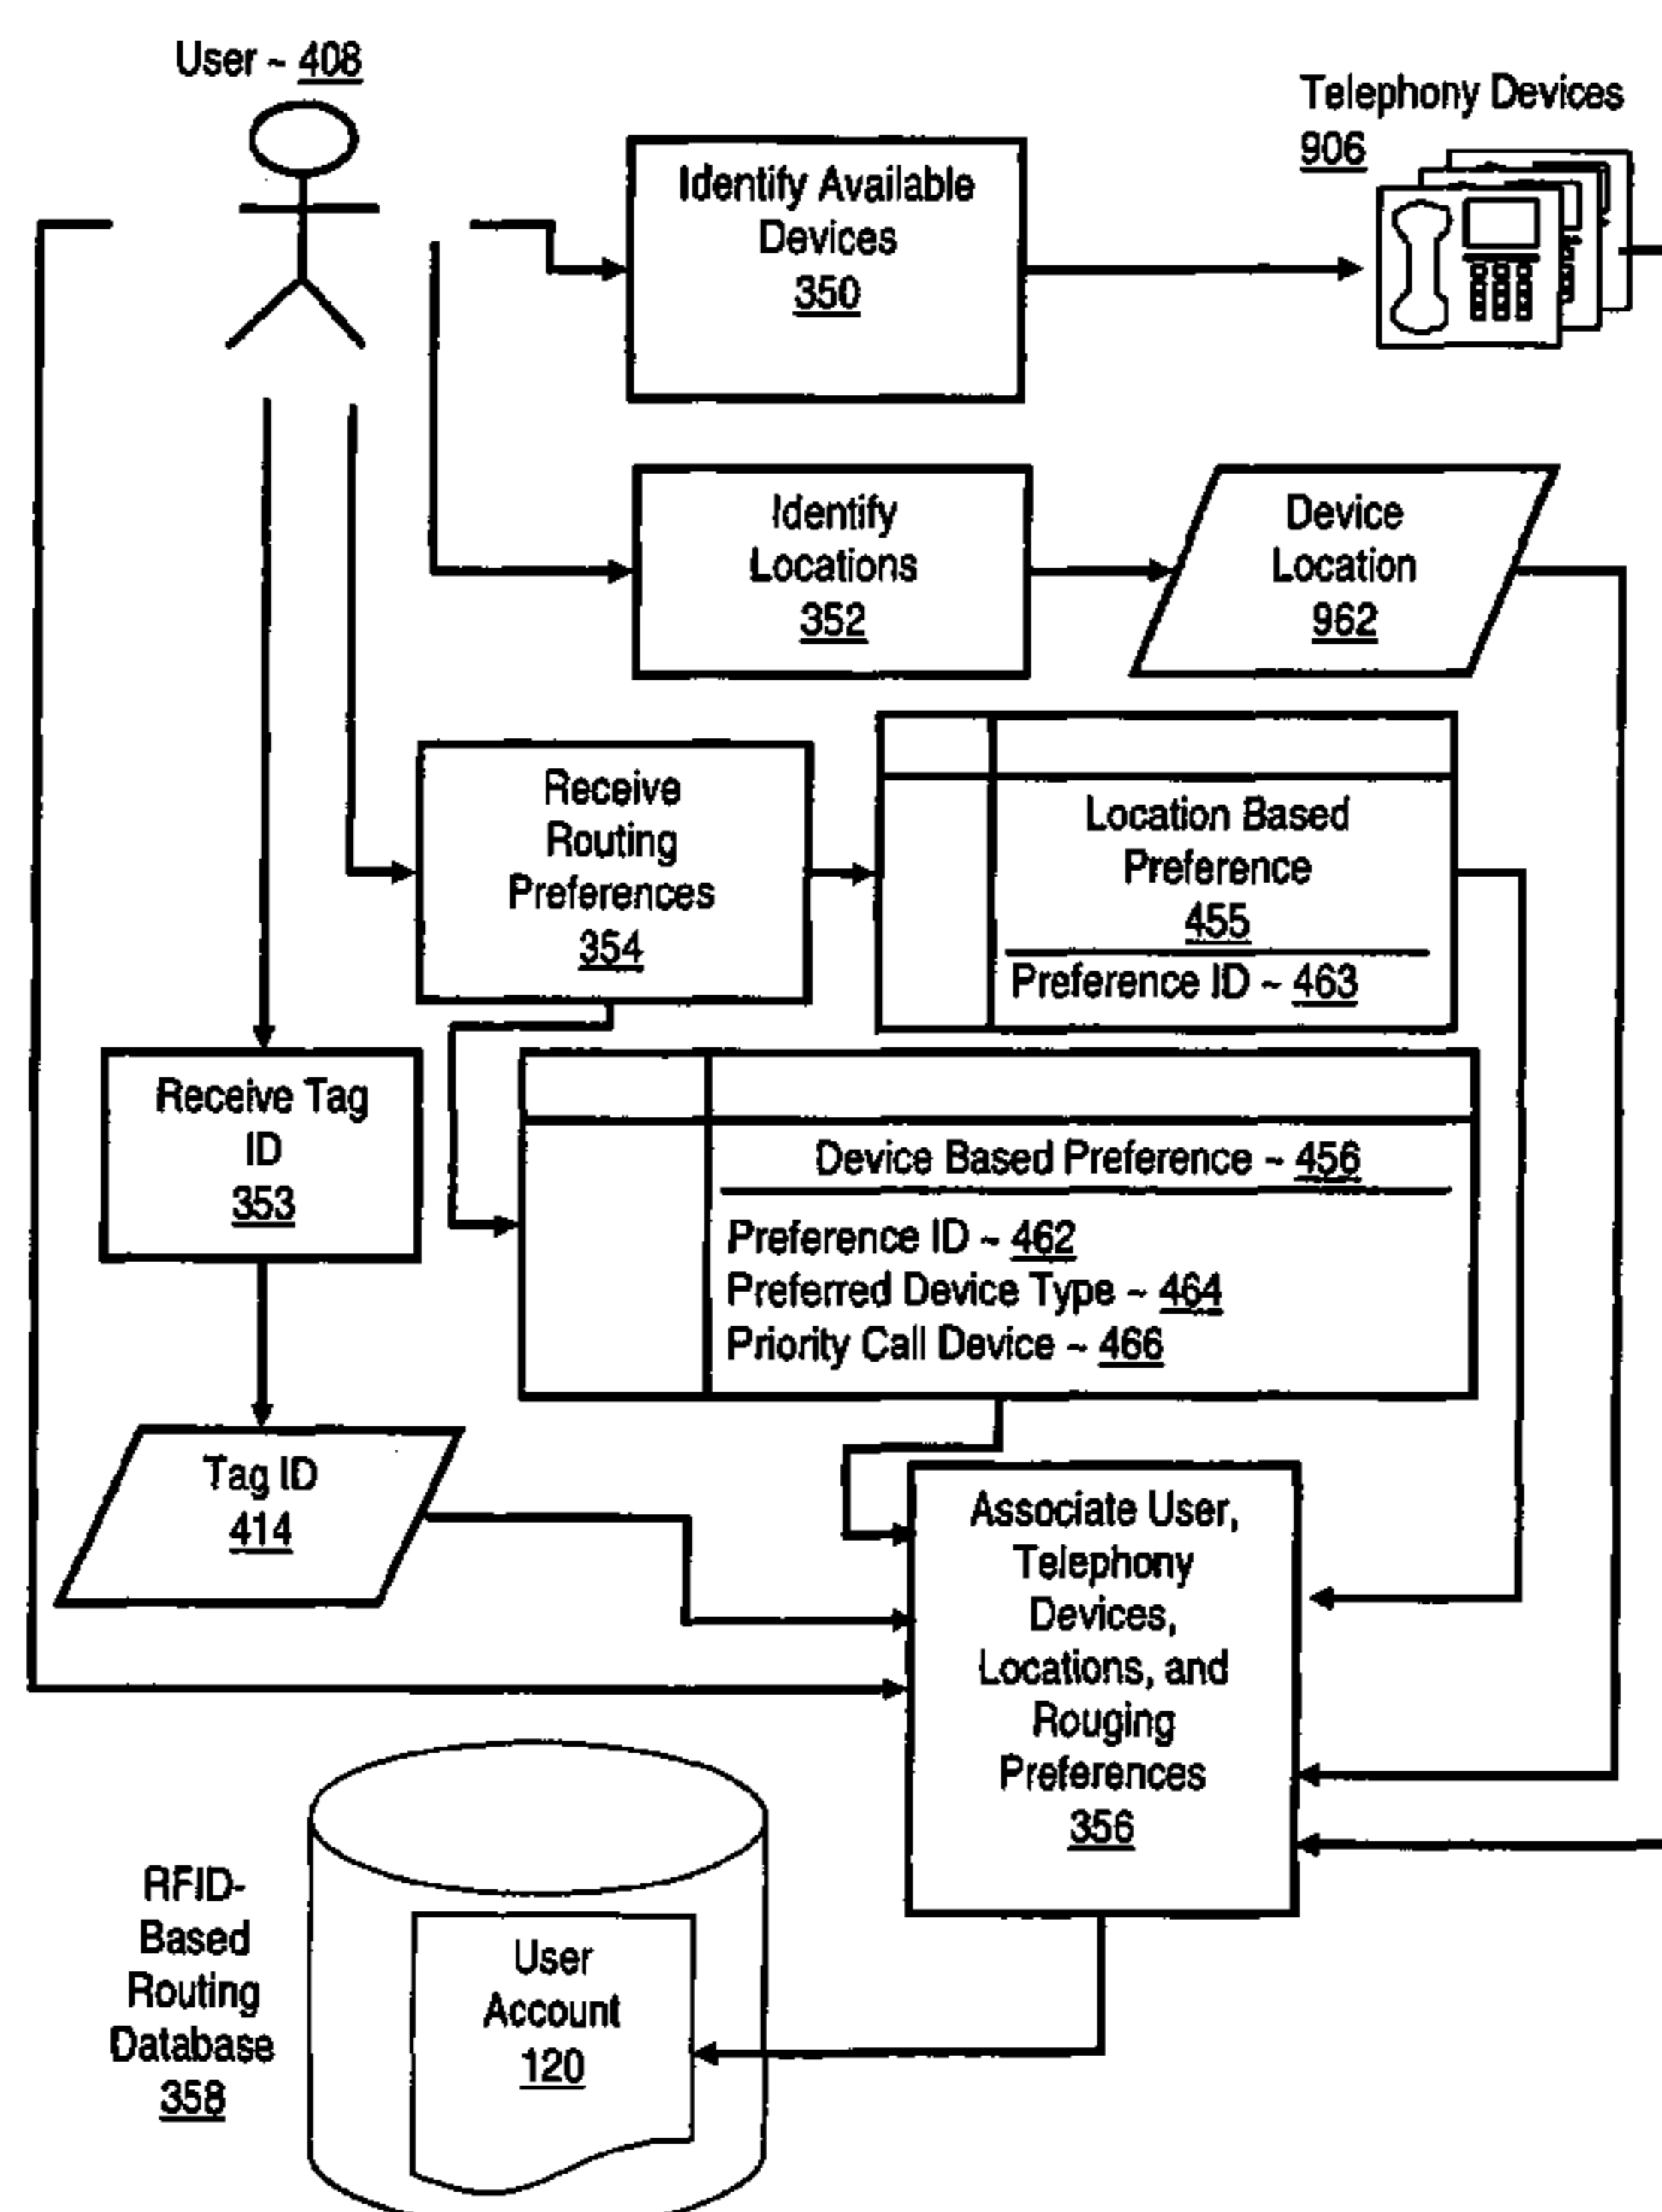 User ~ 408
Telephony Devices
906
Identify Available
Devices
350
Identify
Locations
352
Device
Location
962
Receive
Routing
Preferences
354
Location Based
Preference
455
Preference ID ~ 463
Receive Tag
ID
353
Device Based Preference ~ 456
Preference ID ~ 462
Preferred Device Type ~ 464
Priority Call Device ~ 466
Tag ID
414
Associate User,
Telephony
Devices,
Locations, and
Rouging
Preferences
356
RFID-
Based
Routing
Database
358
User
Account
120